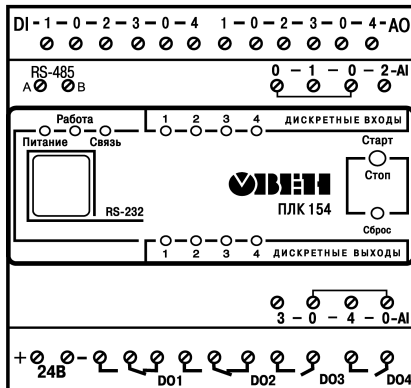 DI-1-0-2-3-0-4 1-0-2-3-0-4-AO
RS-485
A B
0-1-0-2-AI
Работа
1 2 3 4 ДИСКРЕТНЫЕ ВХОДЫ
Питание Связь
Старт
Стоп
ОВЕН
RS-232
ПЛК 154
Сброс
1 2 3 4 ДИСКРЕТНЫЕ ВЫХОДЫ
3-0-4-0-AI
+ 24В -
DO1 DO2 DO3 DO4